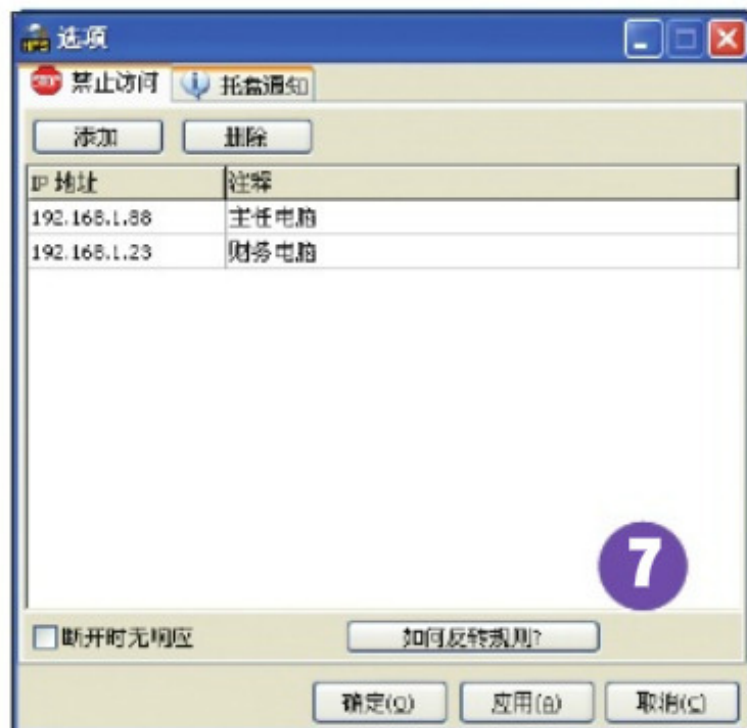 选项
禁止访问 托盘通知
添加 删除
IP 地址 注释
192.168.1.88 主任电脑
192.168.1.23 财务电脑
7
断开时无响应 如何反转规则?
确定(O) 应用(A) 取消(C)